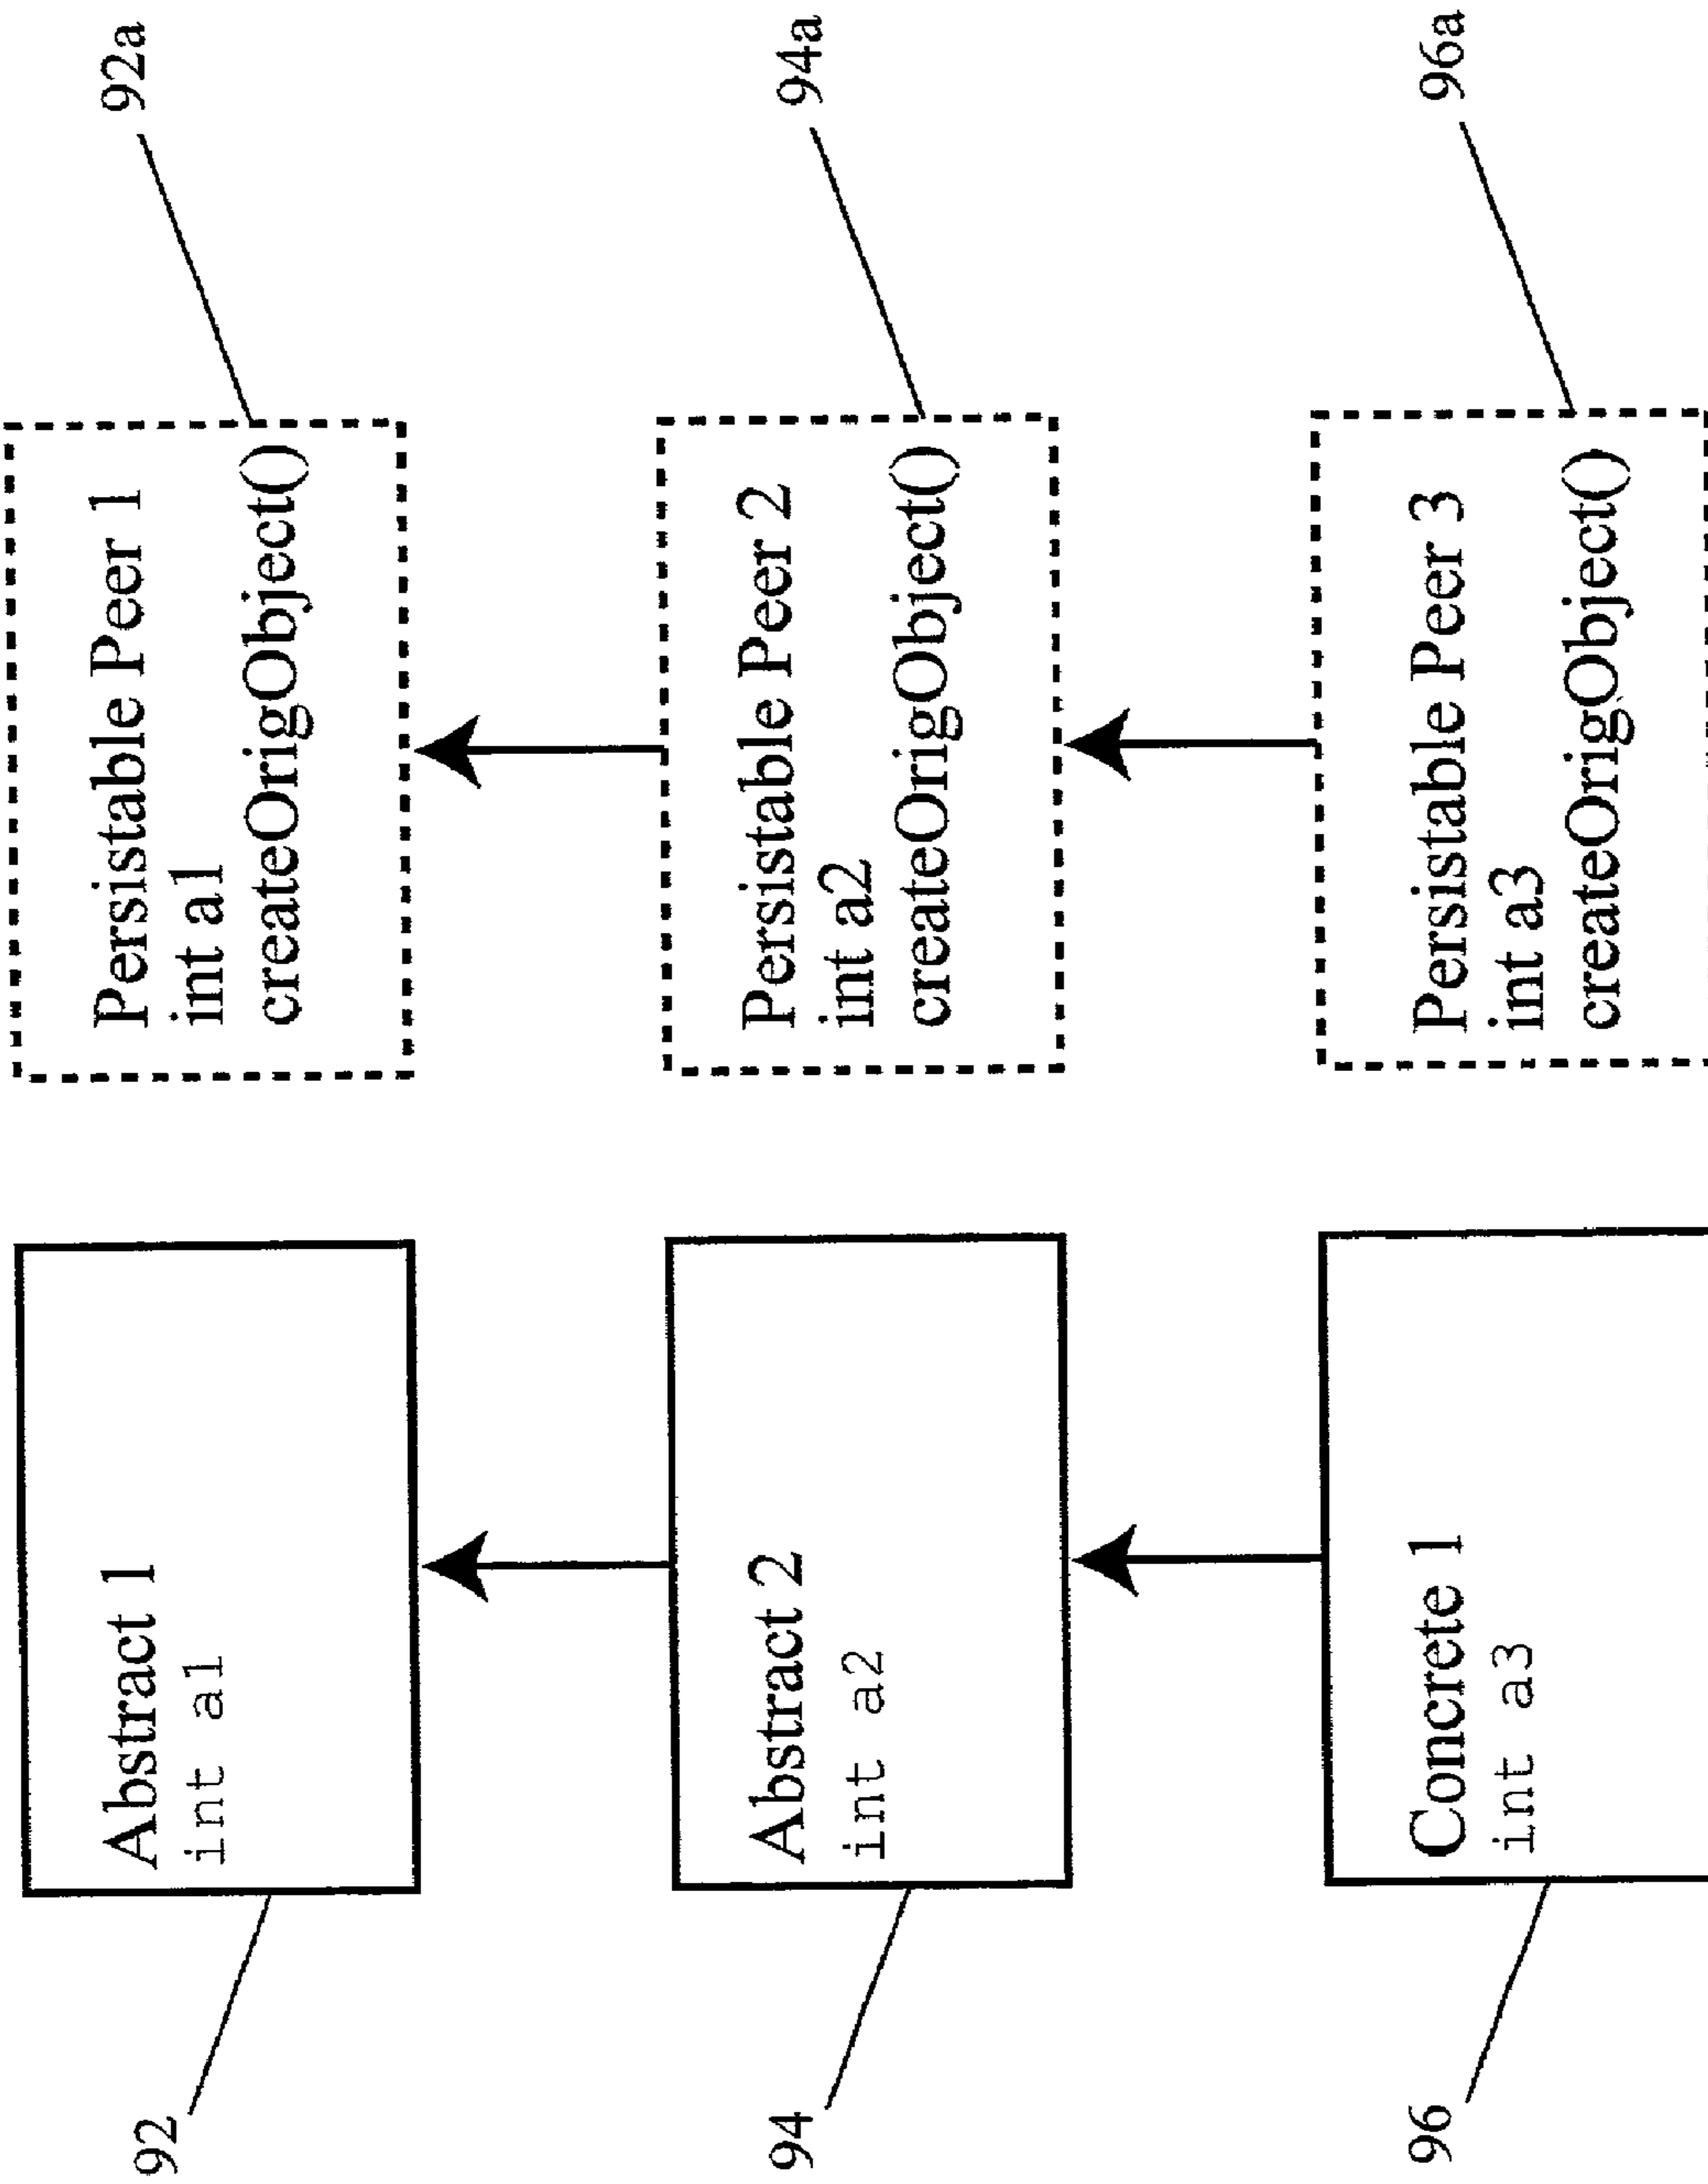 92
Abstract 1
int a1
Persistable Peer 1
int a1
createOrigObject()
92a
94
Abstract 2
int a2
Persistable Peer 2
int a2
createOrigObject()
94a
96
Concrete 1
int a3
Persistable Peer 3
int a3
createOrigObject()
96a